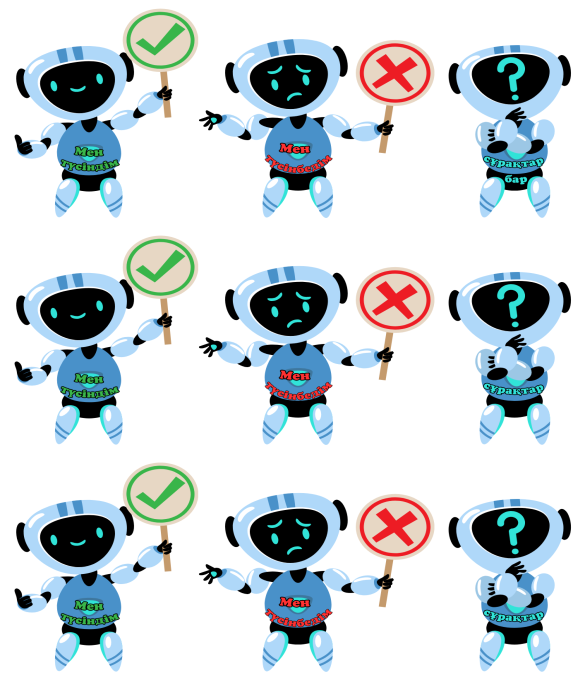 Мен
түсіндім
Мен
түсінбедім
сұрақтар
бар
Мен
түсіндім
Мен
түсінбедім
сұрақтар
Мен
түсіндім
Мен
түсінбедім
сұрақтар